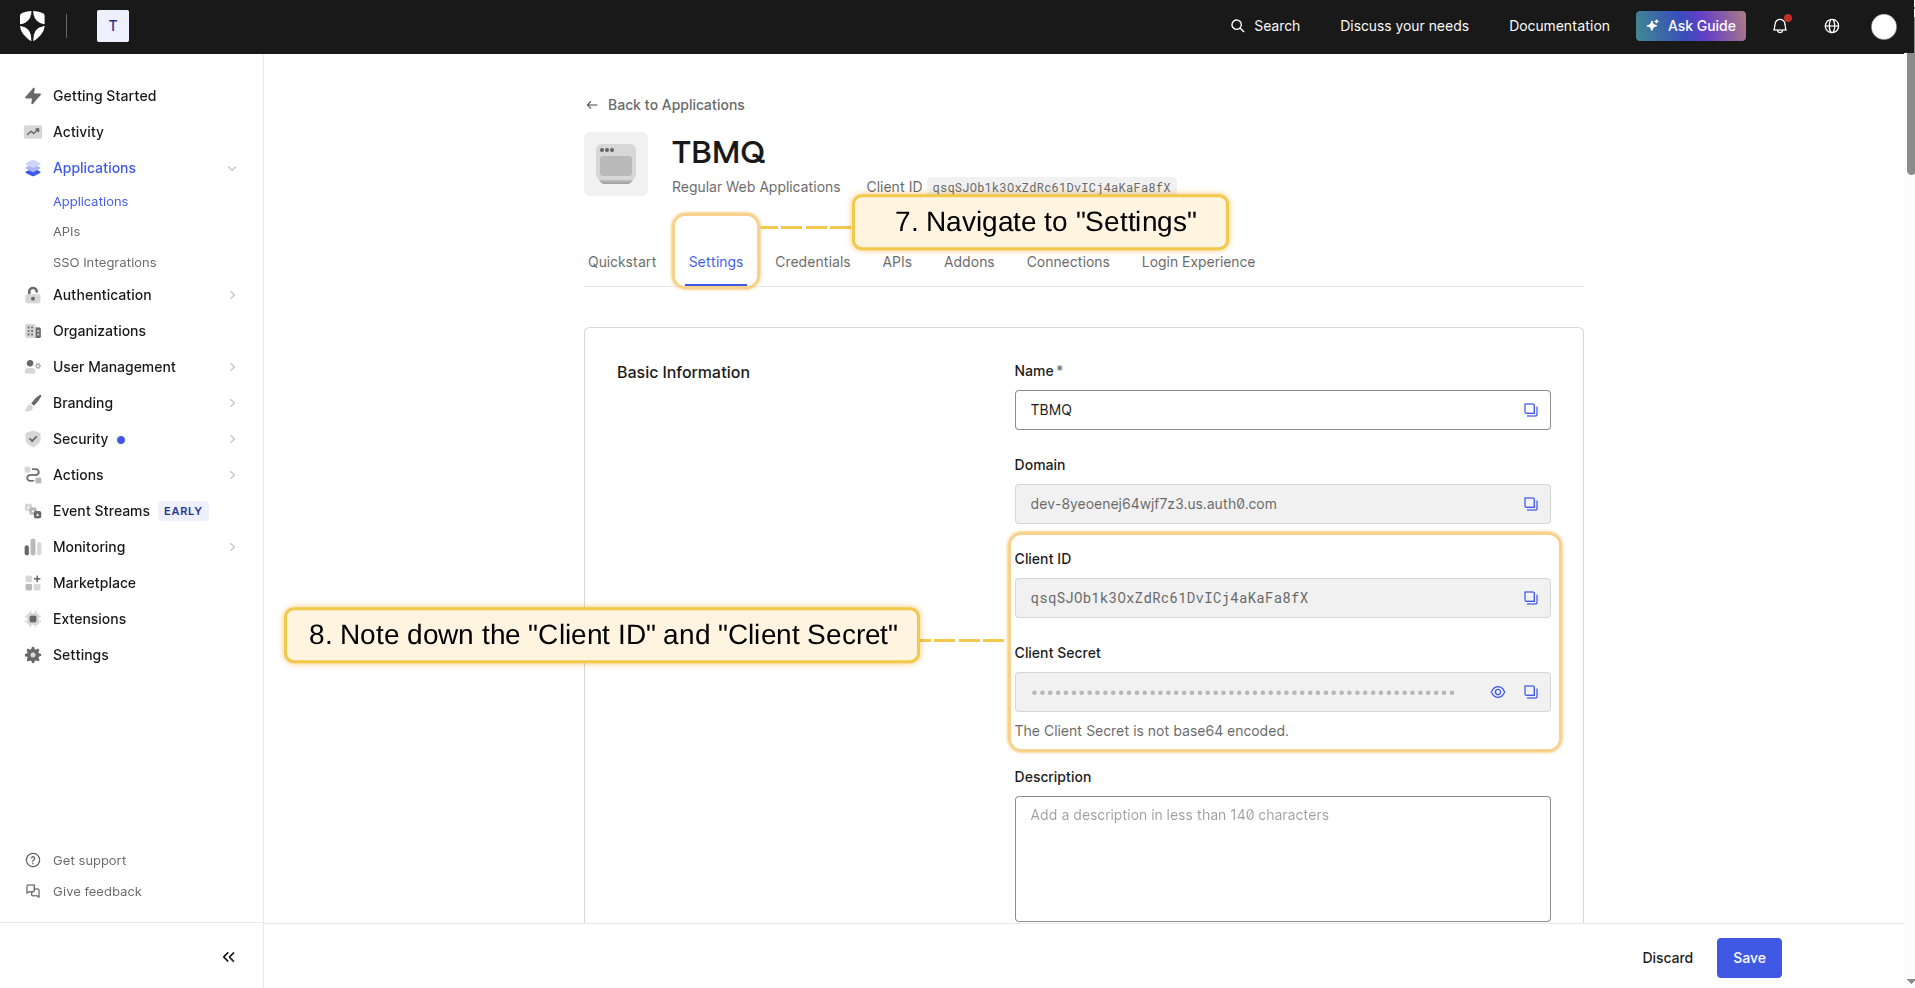 T
Search
Discuss your needs
Documentation
Ask Guide
Getting Started
Activity
Applications
Applications
APIs
SSO Integrations
Authentication
Organizations
User Management
Branding
Security
Actions
Event Streams EARLY
Monitoring
Marketplace
Extensions
Settings
Get support
Give feedback
Back to Applications
TBMQ
Regular Web Applications Client ID qsqSJOb1k3OxZdRc61DvICj4aKaFa8fX
7. Navigate to "Settings"
Quickstart Settings Credentials APIs Addons Connections Login Experience
Basic Information
Name *
TBMQ
Domain
dev-8yeoenej64wjf7z3.us.auth0.com
Client ID
qsqSJOb1k3OxZdRc61DvICj4aKaFa8fX
8. Note down the "Client ID" and "Client Secret"
Client Secret
The Client Secret is not base64 encoded.
Description
Add a description in less than 140 characters
Discard
Save